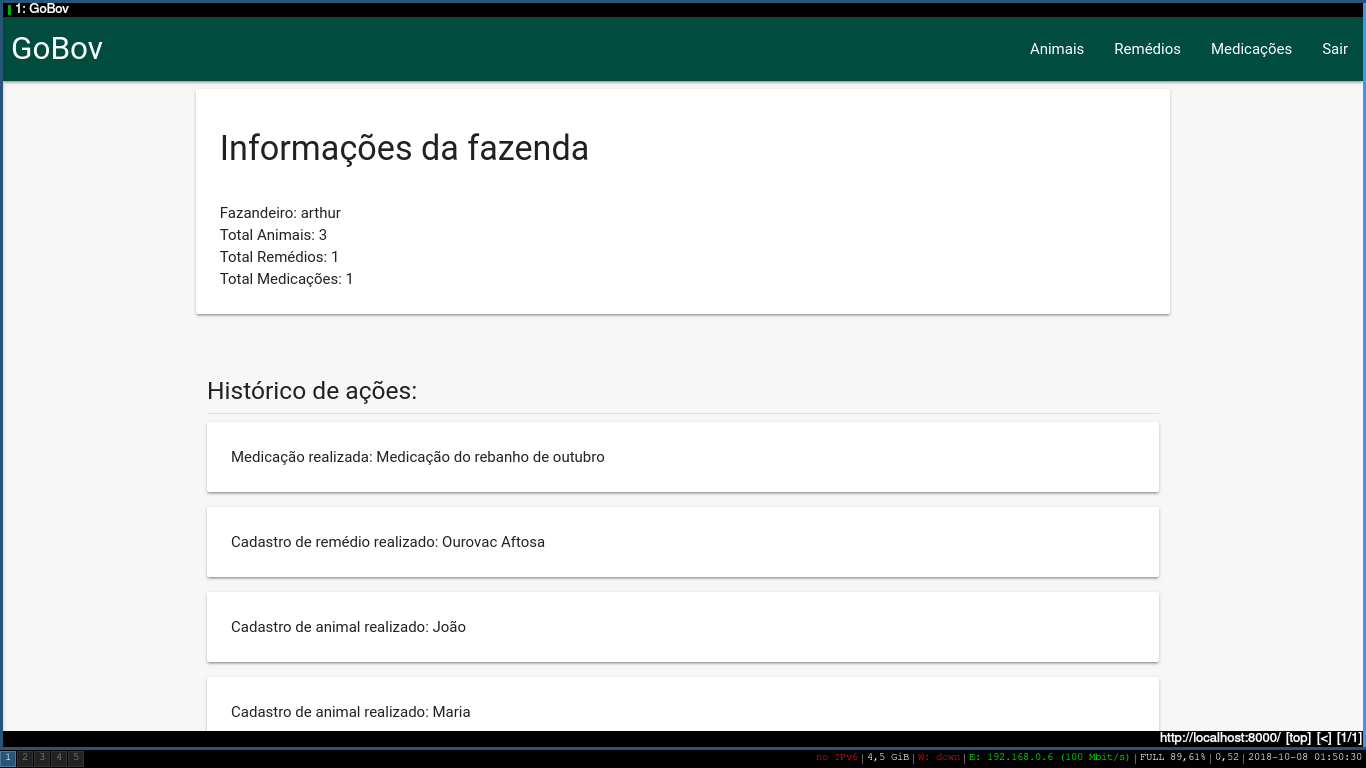 1: GoBov
GoBov
Animais Remédios Medicações Sair
Informações da fazenda
Fazandeiro: arthur
Total Animais: 3
Total Remédios: 1
Total Medicações: 1
Histórico de ações:
Medicação realizada: Medicação do rebanho de outubro
Cadastro de remédio realizado: Ourovac Aftosa
Cadastro de animal realizado: João
Cadastro de animal realizado: Maria
http://localhost:8000/ [top] [<] [1/1]
1 2 3 4 5 no IPv6 | 4,5 GiB | W: down | E: 192.168.0.6 (100 Mbit/s) | FULL 89,61% | 0,52 | 2018-10-08 01:50:30